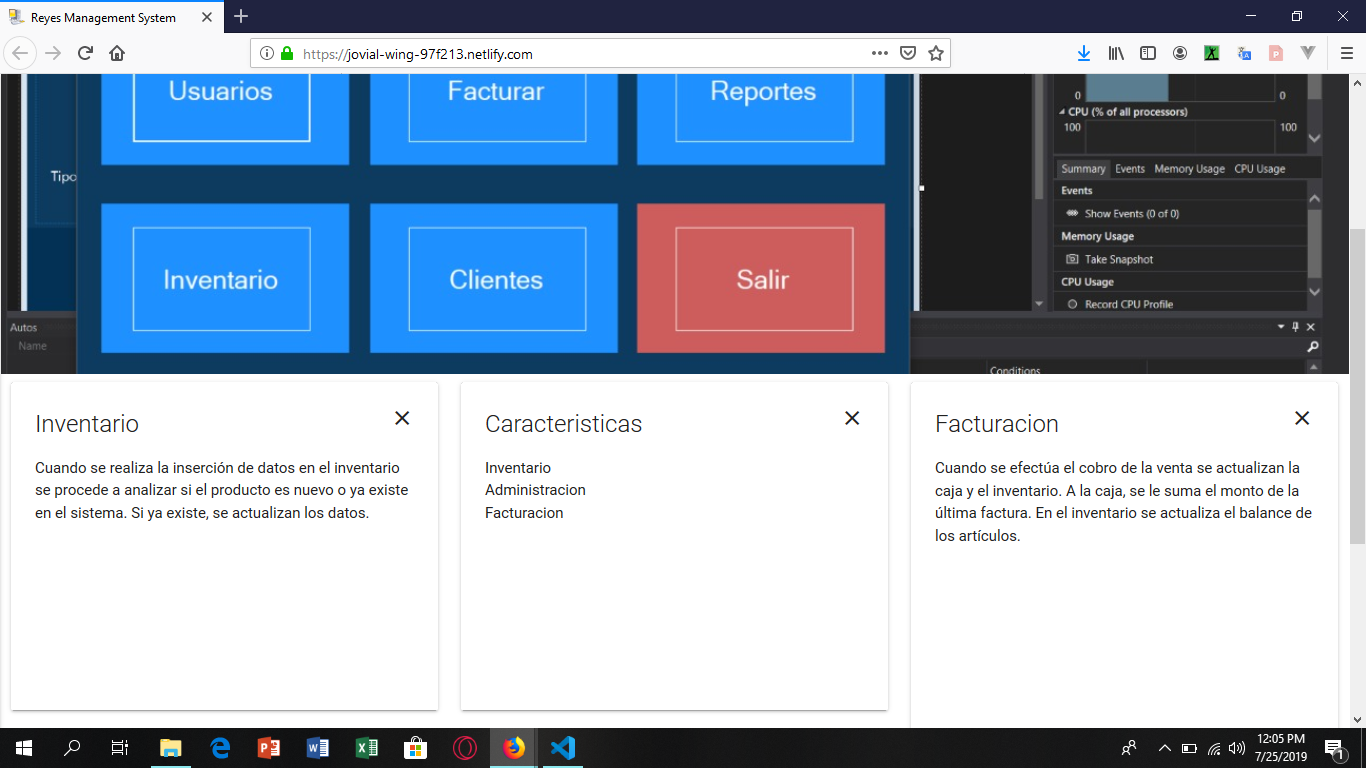 Reyes Management System
https://jovial-wing-97f213.netlify.com
Usuarios
Facturar
Reportes
Tipo
Inventario
Clientes
Salir
0
0
CPU (% of all processors)
100
100
Summary Events Memory Usage CPU Usage
Events
Show Events (0 of 0)
Memory Usage
Take Snapshot
CPU Usage
Record CPU Profile
Autos
Name
Conditions
Inventario
Cuando se realiza la inserción de datos en el inventario
se procede a analizar si el producto es nuevo o ya existe
en el sistema. Si ya existe, se actualizan los datos.
Caracteristicas
Inventario
Administracion
Facturacion
Facturacion
Cuando se efectúa el cobro de la venta se actualizan la
caja y el inventario. A la caja, se le suma el monto de la
última factura. En el inventario se actualiza el balance de
los artículos.
12:05 PM
7/25/2019
1